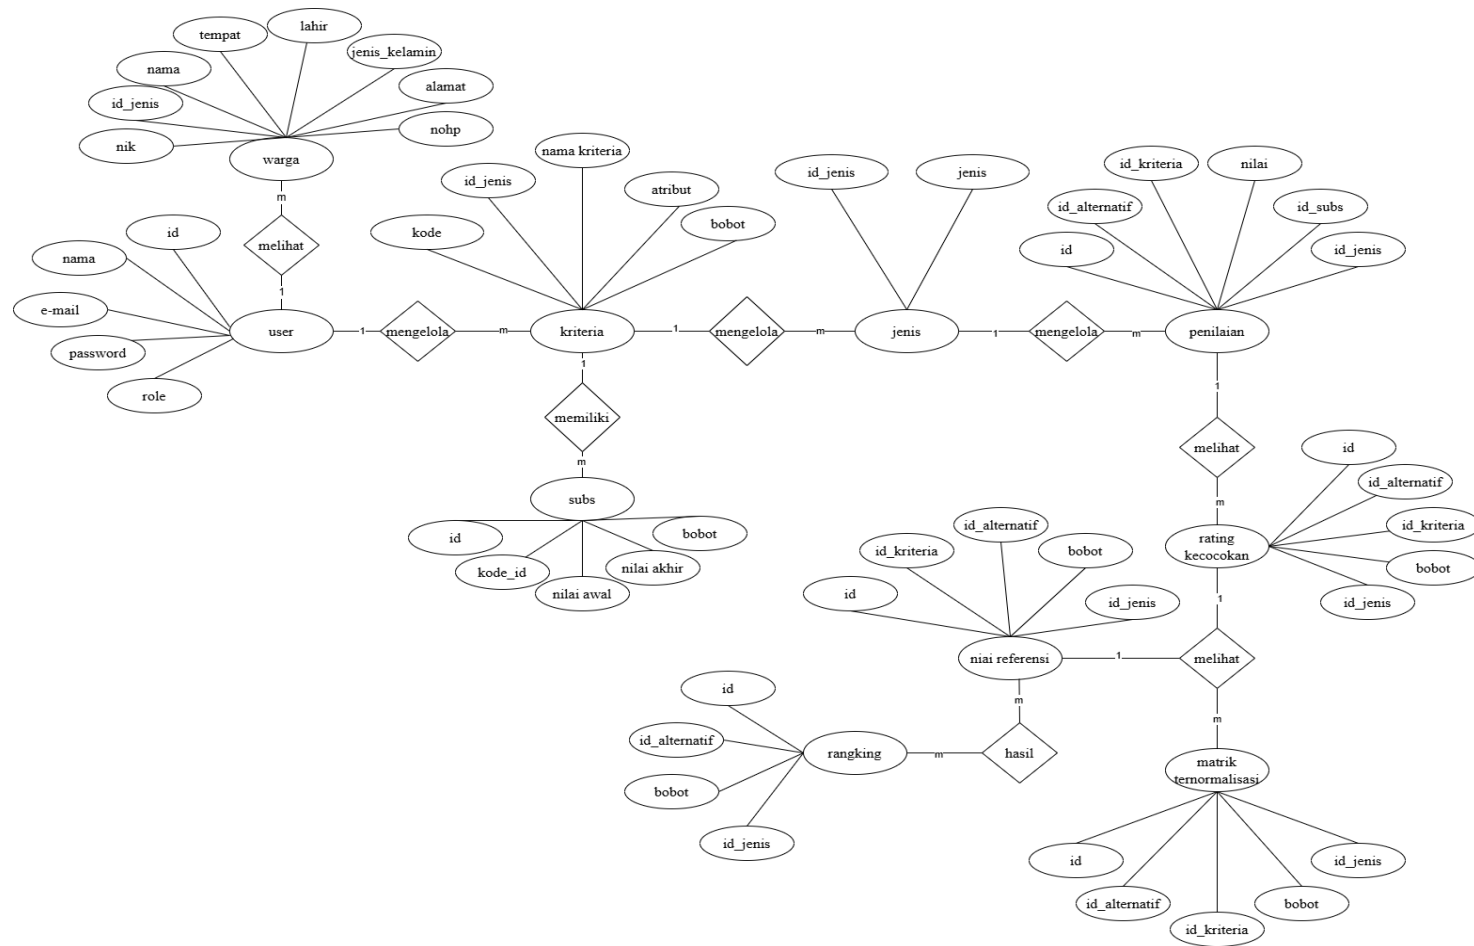 lahir
tempat
jenis_kelamin
nama
alamat
id_jenis
nohp
nik
warga
m
melihat
1
id
nama
e-mail
password
role
user
1
mengelola
m
nama kriteria
id_jenis
atribut
kode
bobot
kriteria
1
mengelola
m
id_jenis
jenis
jenis
1
mengelola
m
id_kriteria
nilai
id_alternatif
id_subs
id
id_jenis
penilaian
1
memiliki
m
subs
id
bobot
kode_id
nilai akhir
nilai awal
1
melihat
m
id
id_alternatif
id_kriteria
bobot
id_jenis
rating
kecocokan
1
id_alternatif
id_kriteria
bobot
id
id_jenis
niai referensi
1
melihat
m
m
hasil
m
rangking
id
id_alternatif
bobot
id_jenis
matrik
ternormalisasi
id
id_jenis
id_alternatif
bobot
id_kriteria